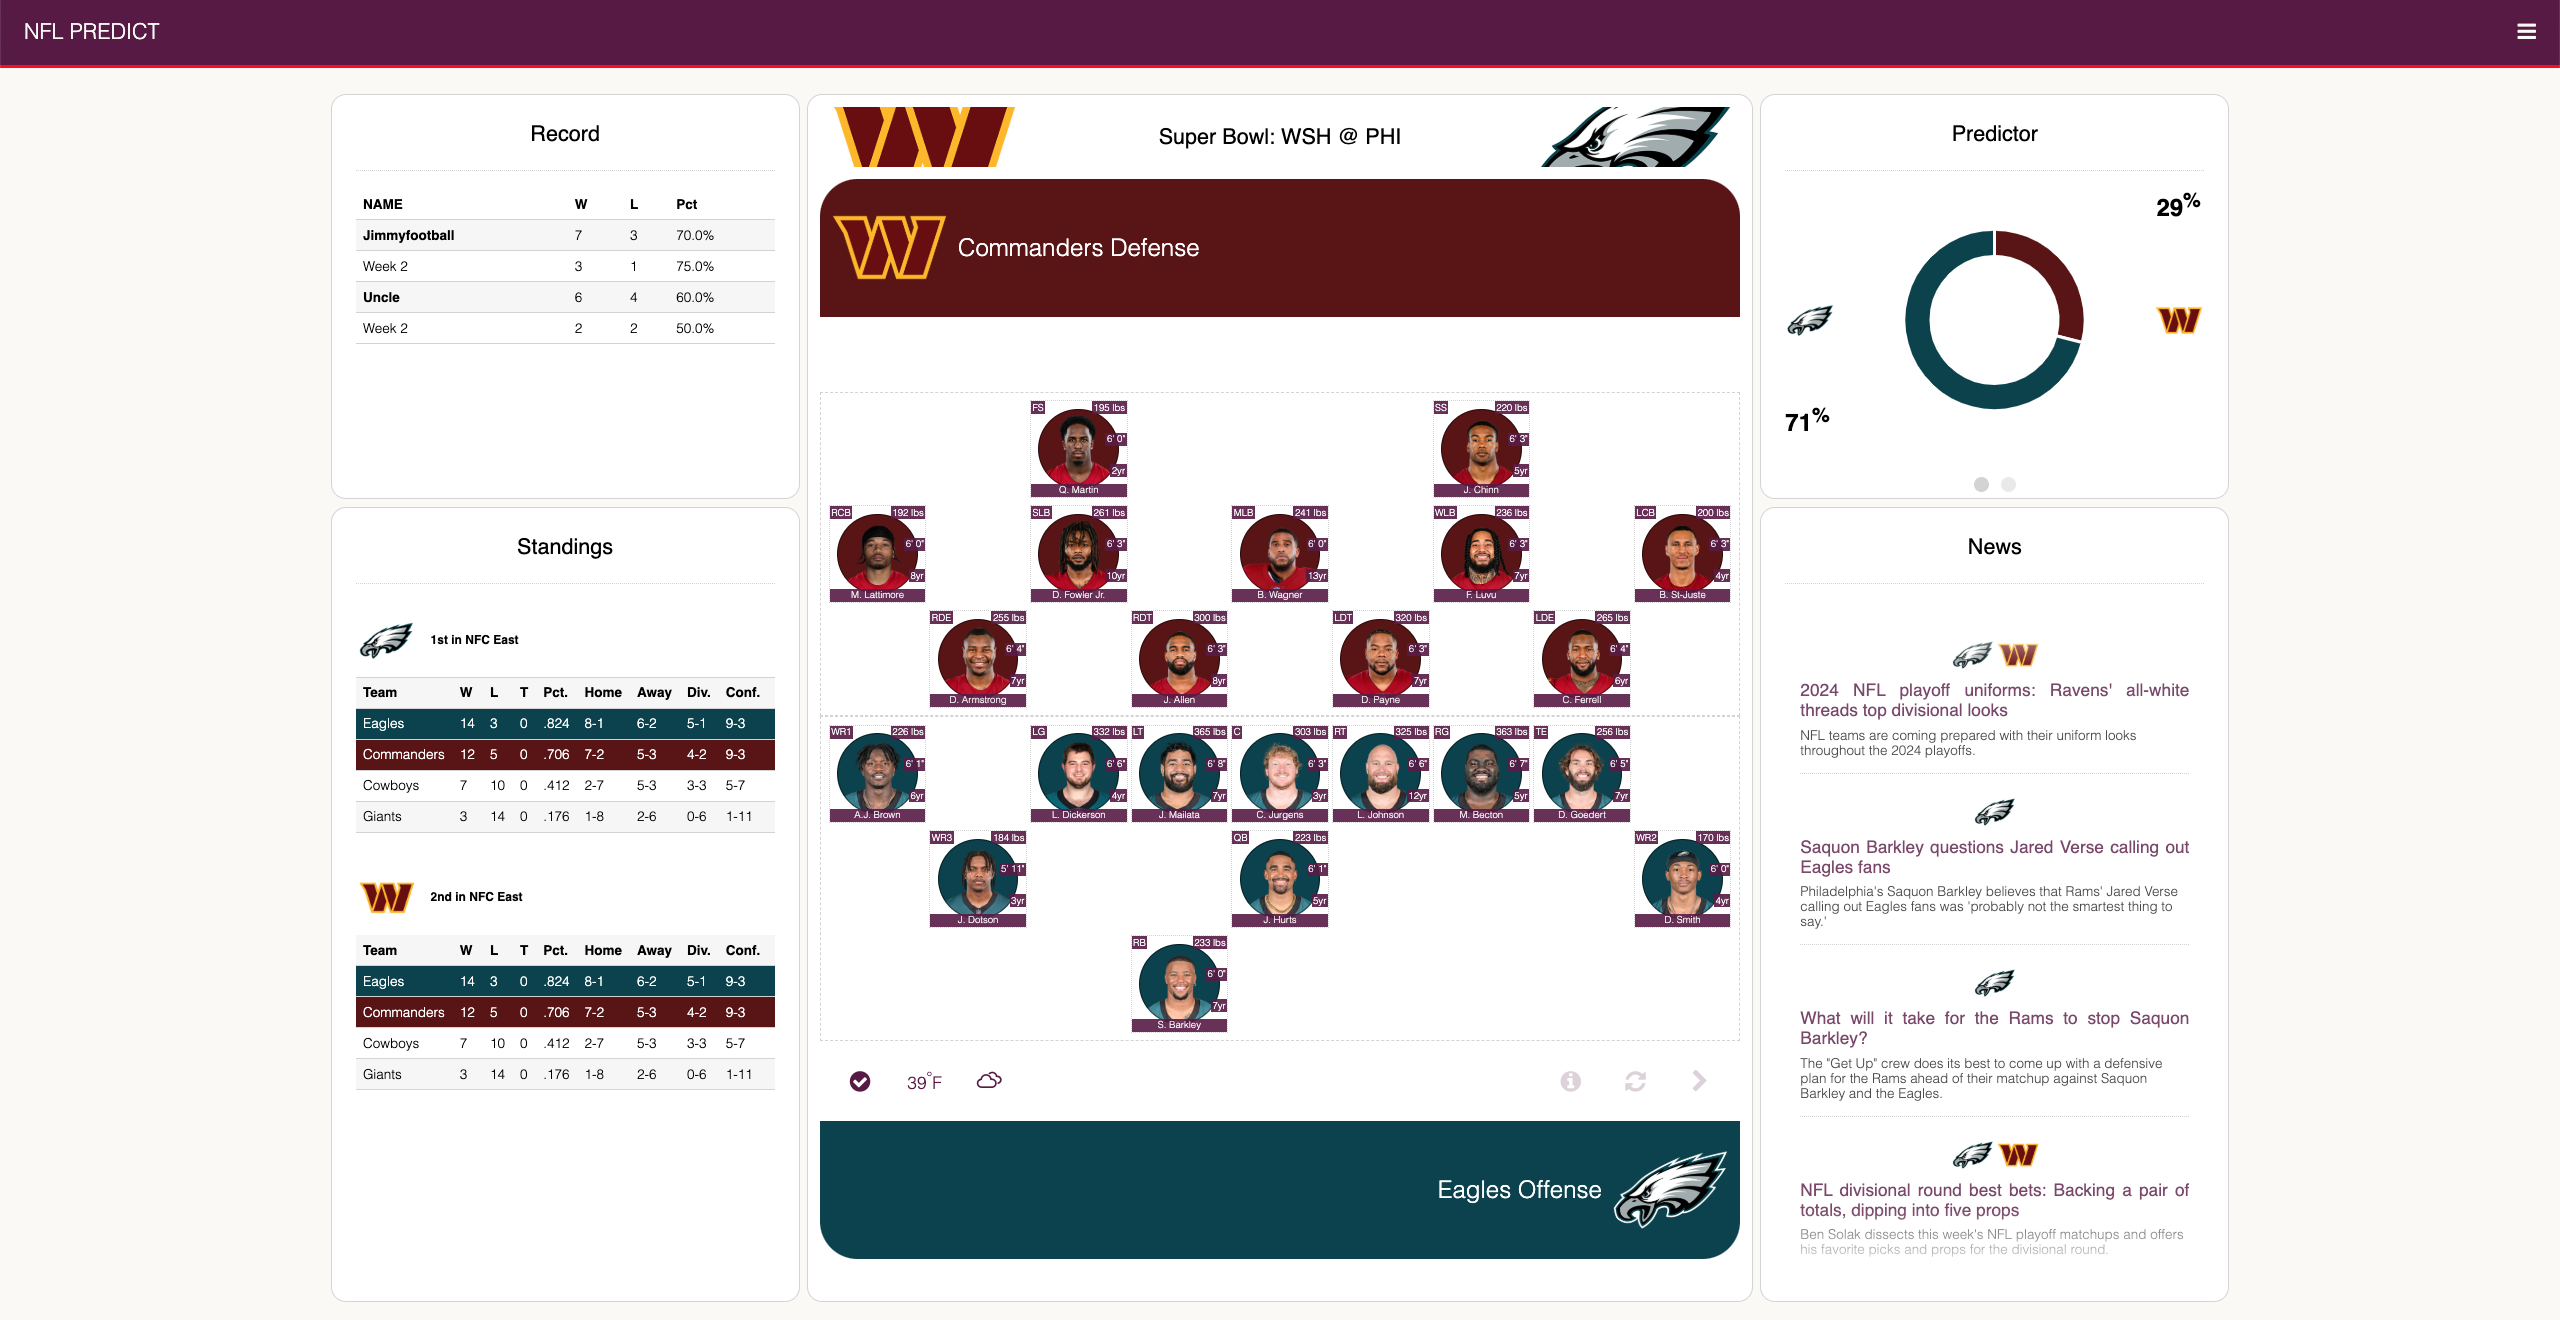 NFL PREDICT
Record
NAME W L Pct
Jimmyfootball 7 3 70.0%
Week 2 3 1 75.0%
Uncle 6 4 60.0%
Week 2 2 2 50.0%
Standings
1st in NFC East
Team W L T Pct. Home Away Div. Conf.
Eagles 14 3 0 .824 8-1 6-2 5-1 9-3
Commanders 12 5 0 .706 7-2 5-3 4-2 9-3
Cowboys 7 10 0 .412 2-7 5-3 3-3 5-7
Giants 3 14 0 .176 1-8 2-6 0-6 1-11
2nd in NFC East
Team W L T Pct. Home Away Div. Conf.
Eagles 14 3 0 .824 8-1 6-2 5-1 9-3
Commanders 12 5 0 .706 7-2 5-3 4-2 9-3
Cowboys 7 10 0 .412 2-7 5-3 3-3 5-7
Giants 3 14 0 .176 1-8 2-6 0-6 1-11
Super Bowl: WSH @ PHI
Commanders Defense
FS 195 lbs
6' 0"
2yr
Q. Martin
SS 220 lbs
6' 3"
5yr
J. Chinn
RCB 192 lbs
6' 0"
8yr
M. Lattimore
SLB 261 lbs
6' 3"
10yr
D. Fowler Jr.
MLB 241 lbs
6' 0"
13yr
B. Wagner
WLB 236 lbs
6' 3"
7yr
F. Luvu
LCB 200 lbs
6' 3"
4yr
B. St-Juste
RDE 255 lbs
6' 4"
7yr
D. Armstrong
RDT 300 lbs
6' 3"
8yr
J. Allen
LDT 320 lbs
6' 3"
7yr
D. Payne
LDE 265 lbs
6' 4"
6yr
C. Ferrell
WR1 226 lbs
6' 1"
6yr
A.J. Brown
LG 332 lbs
6' 6"
4yr
L. Dickerson
LT 365 lbs
6' 8"
7yr
J. Mailata
C 303 lbs
6' 3"
3yr
C. Jurgens
RT 325 lbs
6' 6"
12yr
L. Johnson
RG 363 lbs
6' 7"
5yr
M. Becton
TE 256 lbs
6' 5"
7yr
D. Goedert
WR3 184 lbs
5' 11"
3yr
J. Dotson
QB 223 lbs
6' 1"
5yr
J. Hurts
WR2 170 lbs
6' 0"
4yr
D. Smith
RB 233 lbs
6' 0"
7yr
S. Barkley
39°F
Eagles Offense
Predictor
29%
71%
News
2024 NFL playoff uniforms: Ravens' all-white
threads top divisional looks
NFL teams are coming prepared with their uniform looks
throughout the 2024 playoffs.
Saquon Barkley questions Jared Verse calling out
Eagles fans
Philadelphia's Saquon Barkley believes that Rams' Jared Verse
calling out Eagles fans was 'probably not the smartest thing to
say.'
What will it take for the Rams to stop Saquon
Barkley?
The "Get Up" crew does its best to come up with a defensive
plan for the Rams ahead of their matchup against Saquon
Barkley and the Eagles.
NFL divisional round best bets: Backing a pair of
totals, dipping into five props
Ben Solak dissects this week's NFL playoff matchups and offers
his favorite picks and props for the divisional round.